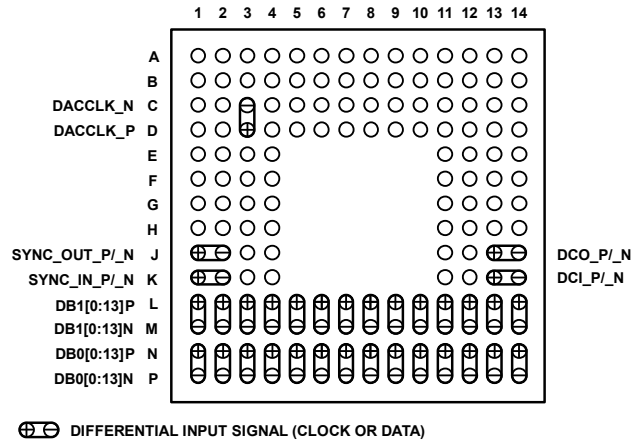 1 2 3 4 5 6 7 8 9 10 11 12 13 14
A
B
DACCLK_N C
DACCLK_P D
E
F
G
H
SYNC_OUT_P/_N J DCO_P/_N
SYNC_IN_P/_N K DCI_P/_N
DB1[0:13]P L
DB1[0:13]N M
DB0[0:13]P N
DB0[0:13]N P
DIFFERENTIAL INPUT SIGNAL (CLOCK OR DATA)